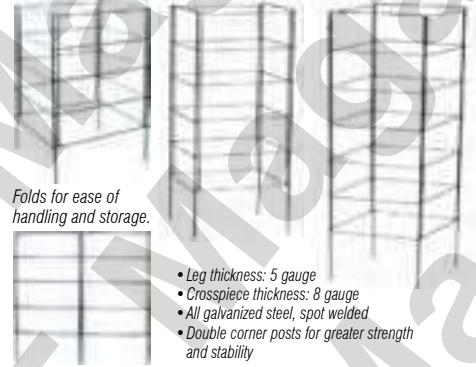 Folds for ease of
handling and storage.
• Leg thickness: 5 gauge
• Crosspiece thickness: 8 gauge
• All galvanized steel, spot welded
• Double corner posts for greater strength
and stability